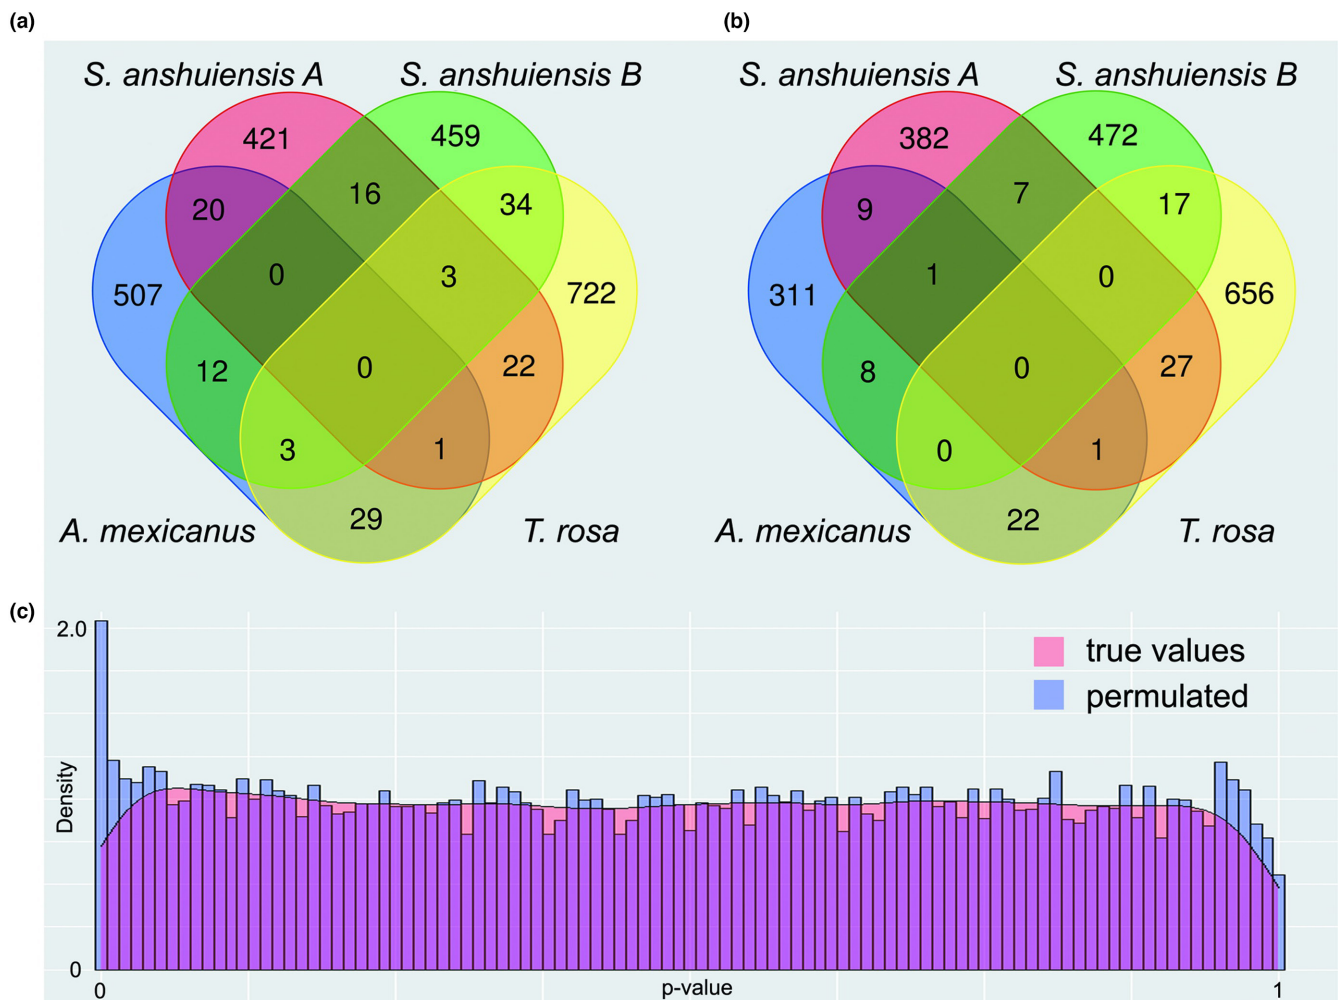 (a)
(b)
S. anshuiensis A
S. anshuiensis B
S. anshuiensis A
S. anshuiensis B
421
459
20
16
34
507
0
3
722
12
0
22
3
1
29
A. mexicanus
T. rosa
382
472
9
7
17
311
1
0
656
8
0
27
0
1
22
A. mexicanus
T. rosa
(c)
2.0
true values
permulated
Density
0
0
p-value
1